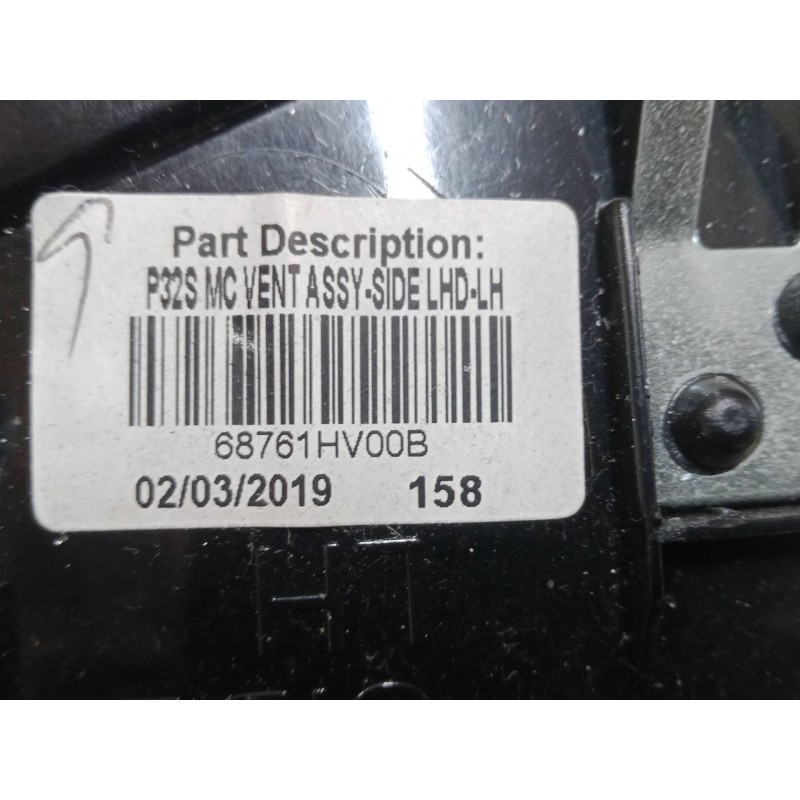 Part Description:
P32S MC VENT ASSY-SIDE LHD-LH
68761HV00B
02/03/2019 158